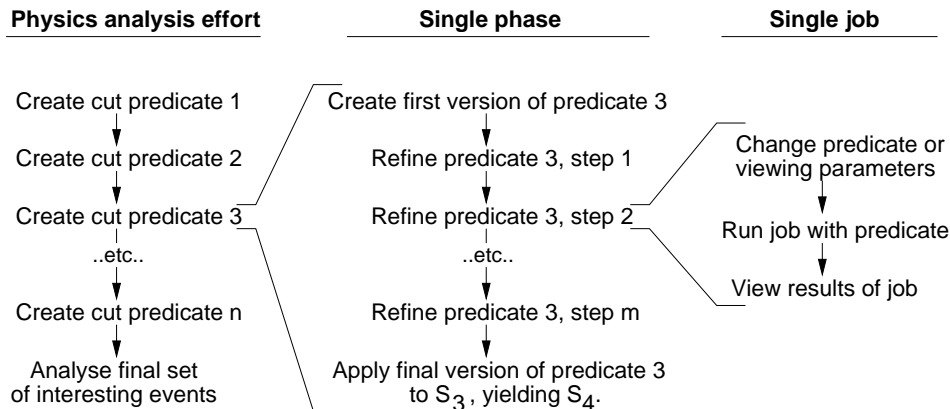 Physics analysis effort
Create cut predicate 1
Create cut predicate 2
Create cut predicate 3
..etc..
Create cut predicate n
Analyse final set
of interesting events
Single phase
Create first version of predicate 3
Refine predicate 3, step 1
Refine predicate 3, step 2
..etc..
Refine predicate 3, step m
Apply final version of predicate 3
to S3, yielding S4.
Single job
Change predicate or
viewing parameters
Run job with predicate
View results of job